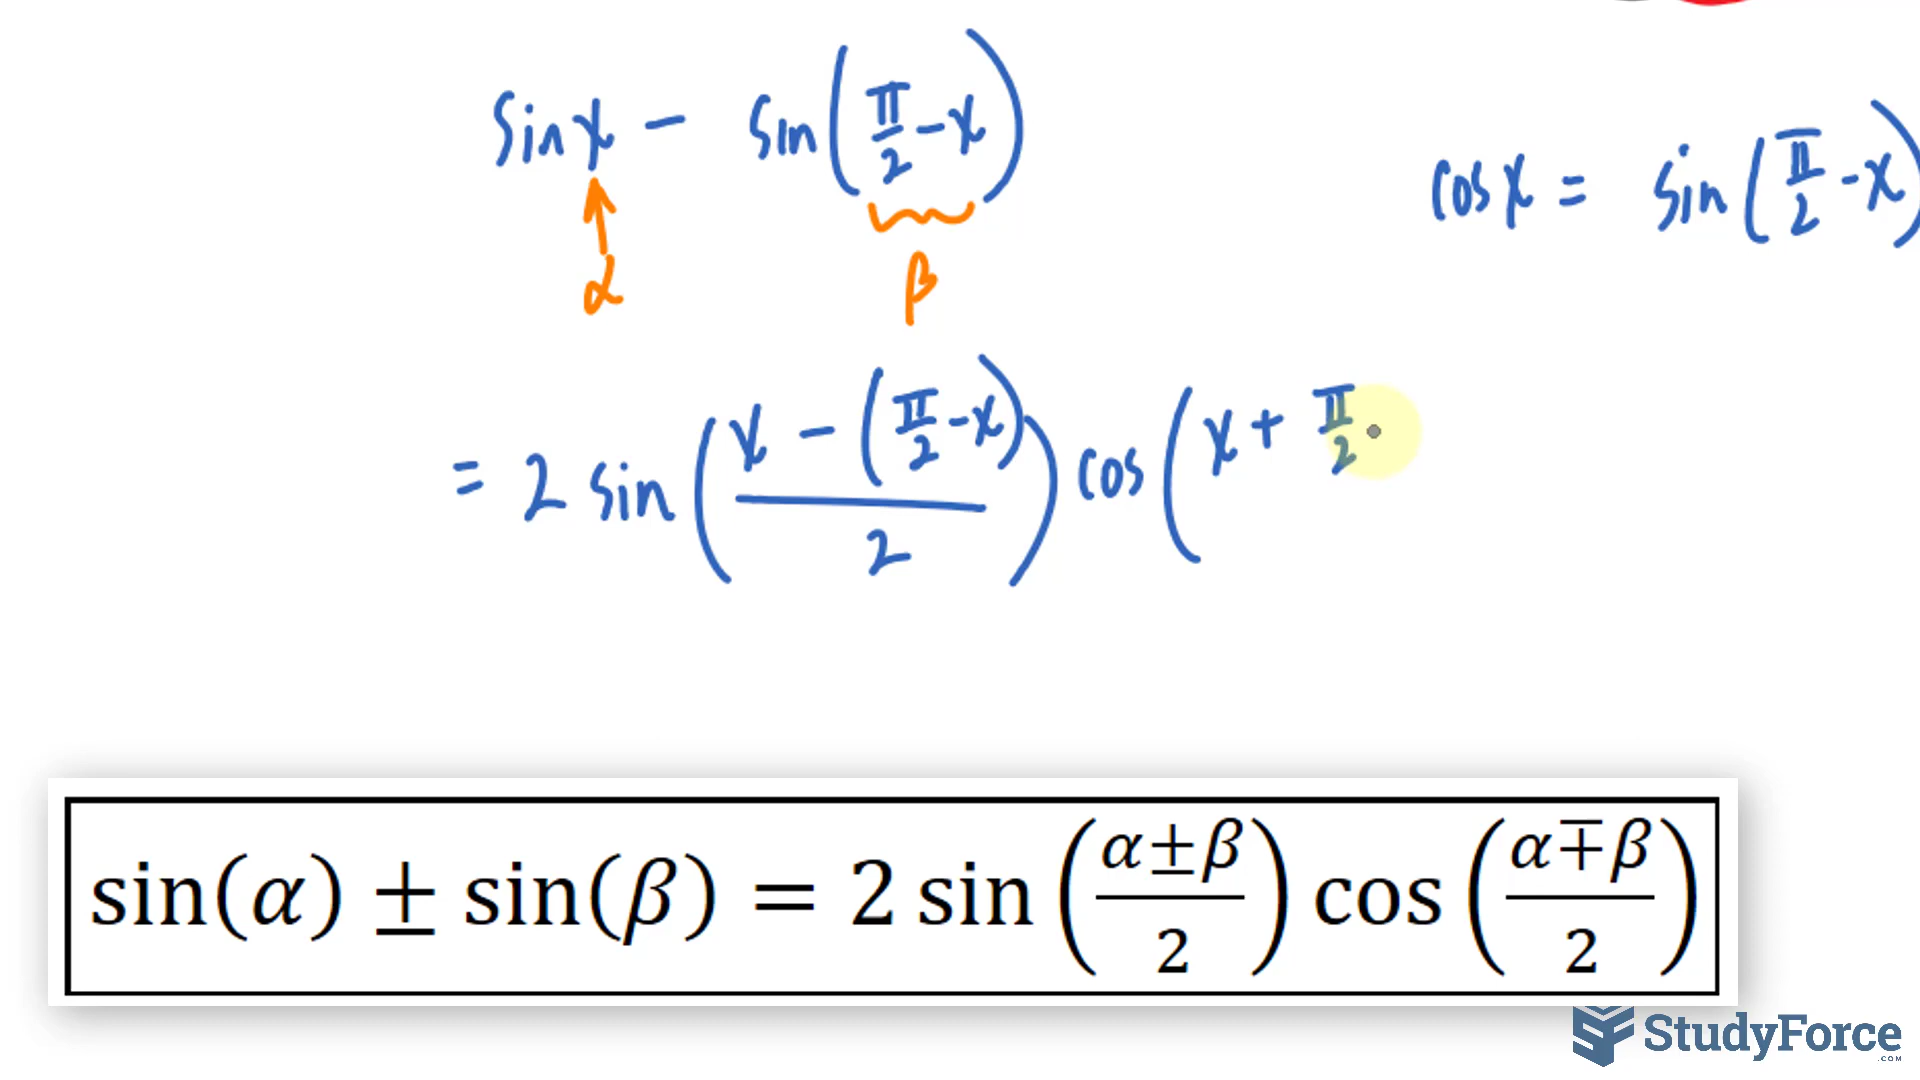 sin x − sin(π/2 − x)
cos x = sin(π/2 − x)
α β
= 2 sin((x − (π/2 − x))/2) cos(x + π/2
sin(α) ± sin(β) = 2 sin((α±β)/2) cos((α∓β)/2)
StudyForce
.COM